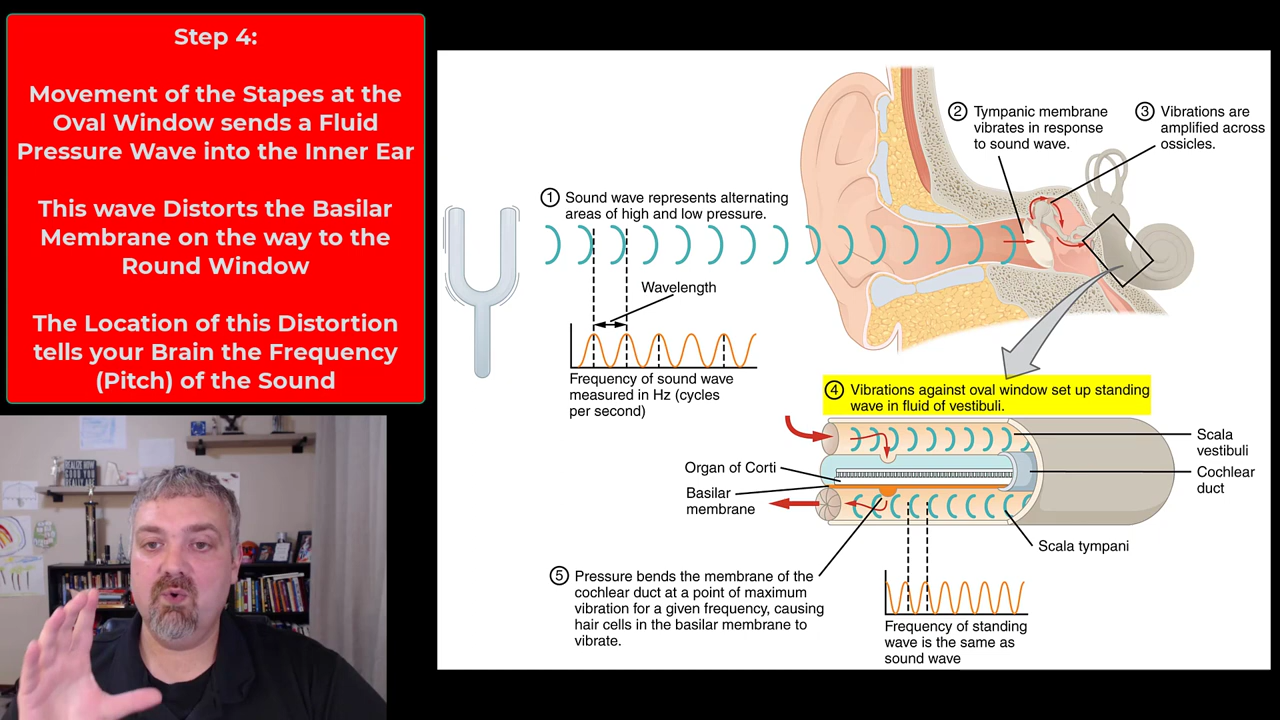 Step 4:
Movement of the Stapes at the
Oval Window sends a Fluid
Pressure Wave into the Inner Ear
This wave Distorts the Basilar
Membrane on the way to the
Round Window
The Location of this Distortion
tells your Brain the Frequency
(Pitch) of the Sound
1 Sound wave represents alternating
areas of high and low pressure.
2 Tympanic membrane
vibrates in response
to sound wave.
3 Vibrations are
amplified across
ossicles.
Wavelength
Frequency of sound wave
measured in Hz (cycles
per second)
4 Vibrations against oval window set up standing
wave in fluid of vestibuli.
Scala
vestibuli
Organ of Corti
Cochlear
duct
Basilar
membrane
Scala tympani
5 Pressure bends the membrane of the
cochlear duct at a point of maximum
vibration for a given frequency, causing
hair cells in the basilar membrane to
vibrate.
Frequency of standing
wave is the same as
sound wave
REALIZE HOW
GOOD YOU
REALLY ARE